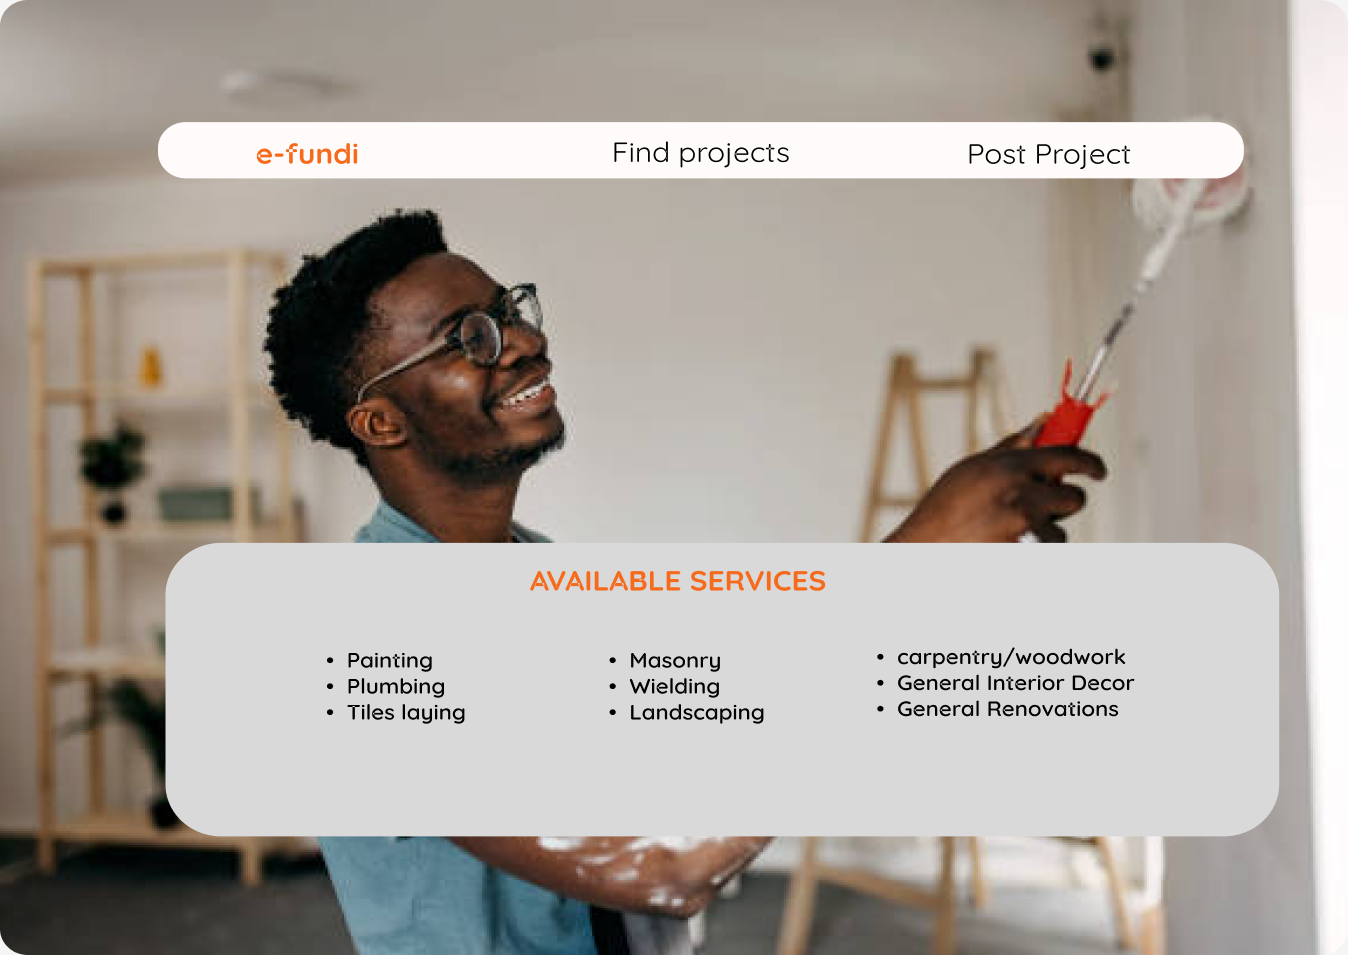 e-fundi
Find projects
Post Project
AVAILABLE SERVICES
• Painting
• Plumbing
• Tiles laying
• Masonry
• Wielding
• Landscaping
• carpentry/woodwork
• General Interior Decor
• General Renovations